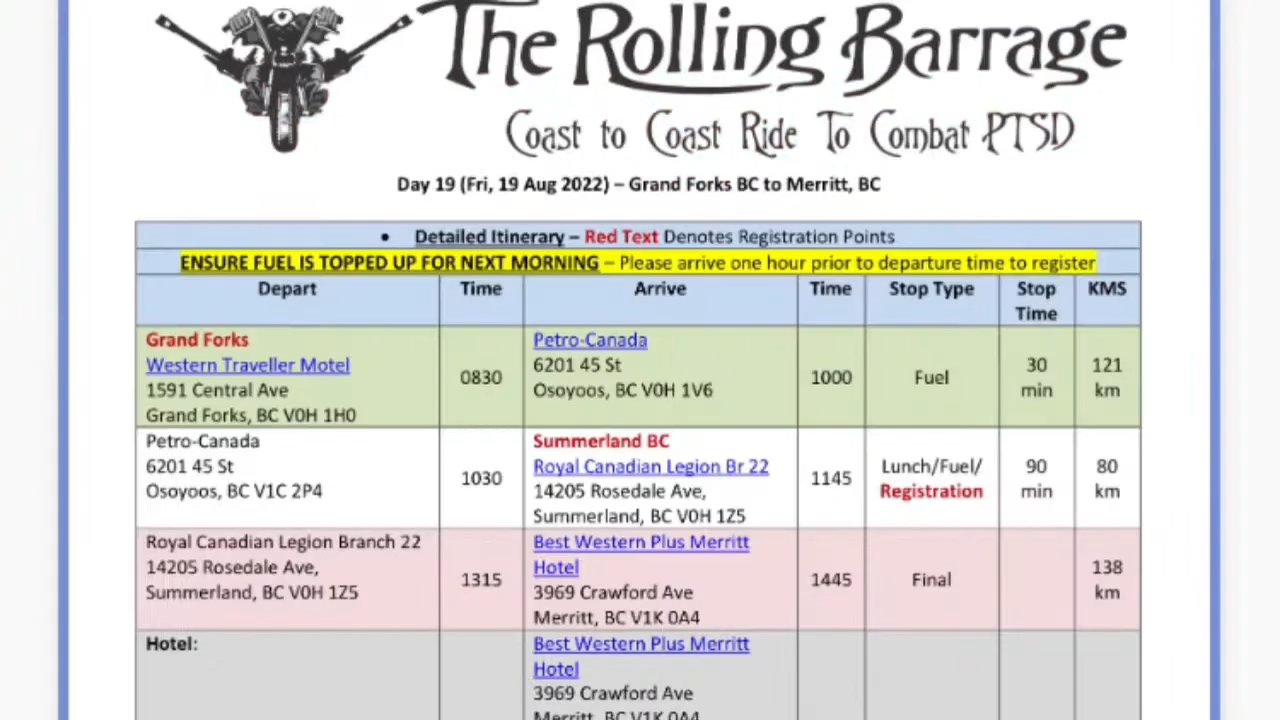 The Rolling Barrage
Coast to Coast Ride To Combat PTSD
Day 19 (Fri, 19 Aug 2022) – Grand Forks BC to Merritt, BC
• Detailed Itinerary – Red Text Denotes Registration Points
ENSURE FUEL IS TOPPED UP FOR NEXT MORNING – Please arrive one hour prior to departure time to register
Depart Time Arrive Time Stop Type Stop Time KMS
Grand Forks
Western Traveller Motel
1591 Central Ave
Grand Forks, BC V0H 1H0
0830
Petro-Canada
6201 45 St
Osoyoos, BC V0H 1V6
1000
Fuel
30
min
121
km
Petro-Canada
6201 45 St
Osoyoos, BC V1C 2P4
1030
Summerland BC
Royal Canadian Legion Br 22
14205 Rosedale Ave,
Summerland, BC V0H 1Z5
1145
Lunch/Fuel/
Registration
90
min
80
km
Royal Canadian Legion Branch 22
14205 Rosedale Ave,
Summerland, BC V0H 1Z5
1315
Best Western Plus Merritt
Hotel
3969 Crawford Ave
Merritt, BC V1K 0A4
1445
Final
138
km
Hotel:
Best Western Plus Merritt
Hotel
3969 Crawford Ave
Merritt, BC V1K 0A4